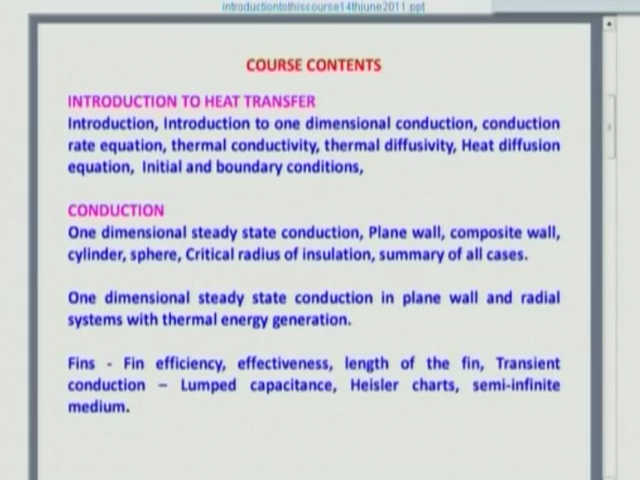 introductiontothiscourse14thjune2011.ppt
COURSE CONTENTS
INTRODUCTION TO HEAT TRANSFER
Introduction, Introduction to one dimensional conduction, conduction
rate equation, thermal conductivity, thermal diffusivity, Heat diffusion
equation, Initial and boundary conditions,
CONDUCTION
One dimensional steady state conduction, Plane wall, composite wall,
cylinder, sphere, Critical radius of insulation, summary of all cases.
One dimensional steady state conduction in plane wall and radial
systems with thermal energy generation.
Fins - Fin efficiency, effectiveness, length of the fin, Transient
conduction – Lumped capacitance, Heisler charts, semi-infinite
medium.